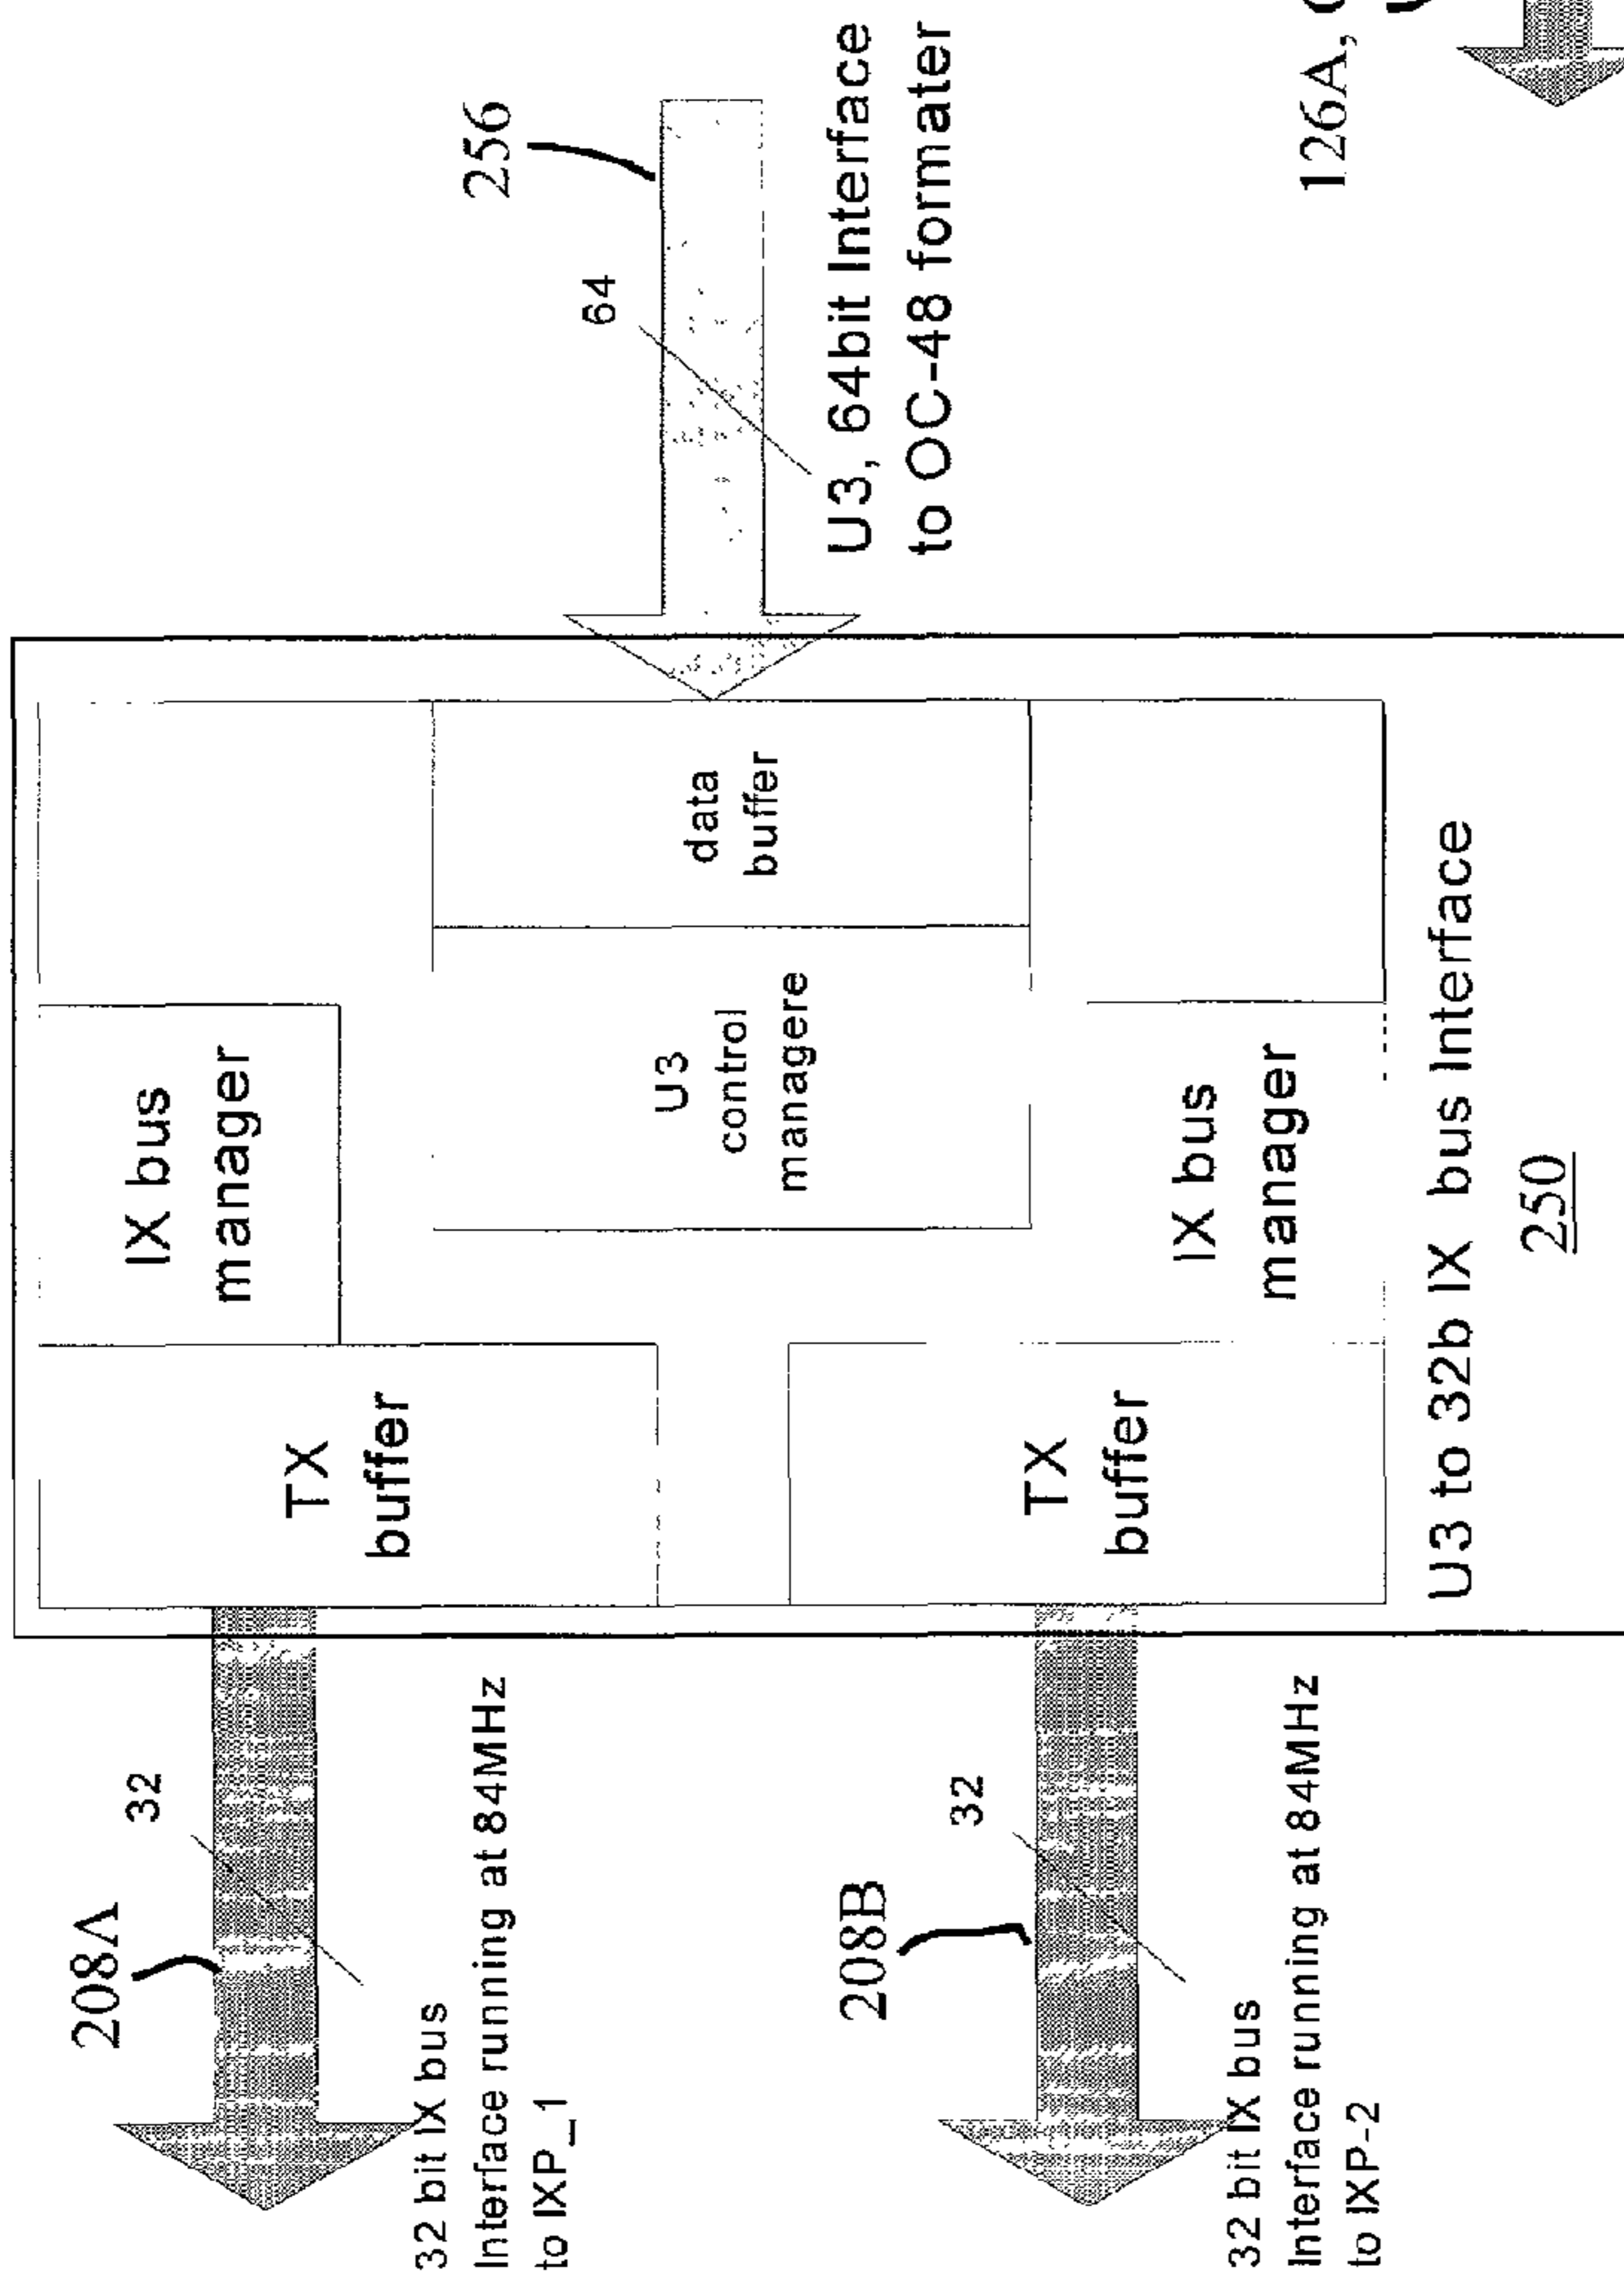 208A
32
32 bit IX bus
Interface running at 84MHz
to IXP_1
208B
32
32 bit IX bus
Interface running at 84MHz
to IXP-2
TX
buffer
IX bus
manager
U3
control
managere
data
buffer
TX
buffer
IX bus
manager
U3 to 32b IX bus Interface
250
256
64
U3, 64bit Interface
to OC-48 formater
126A,